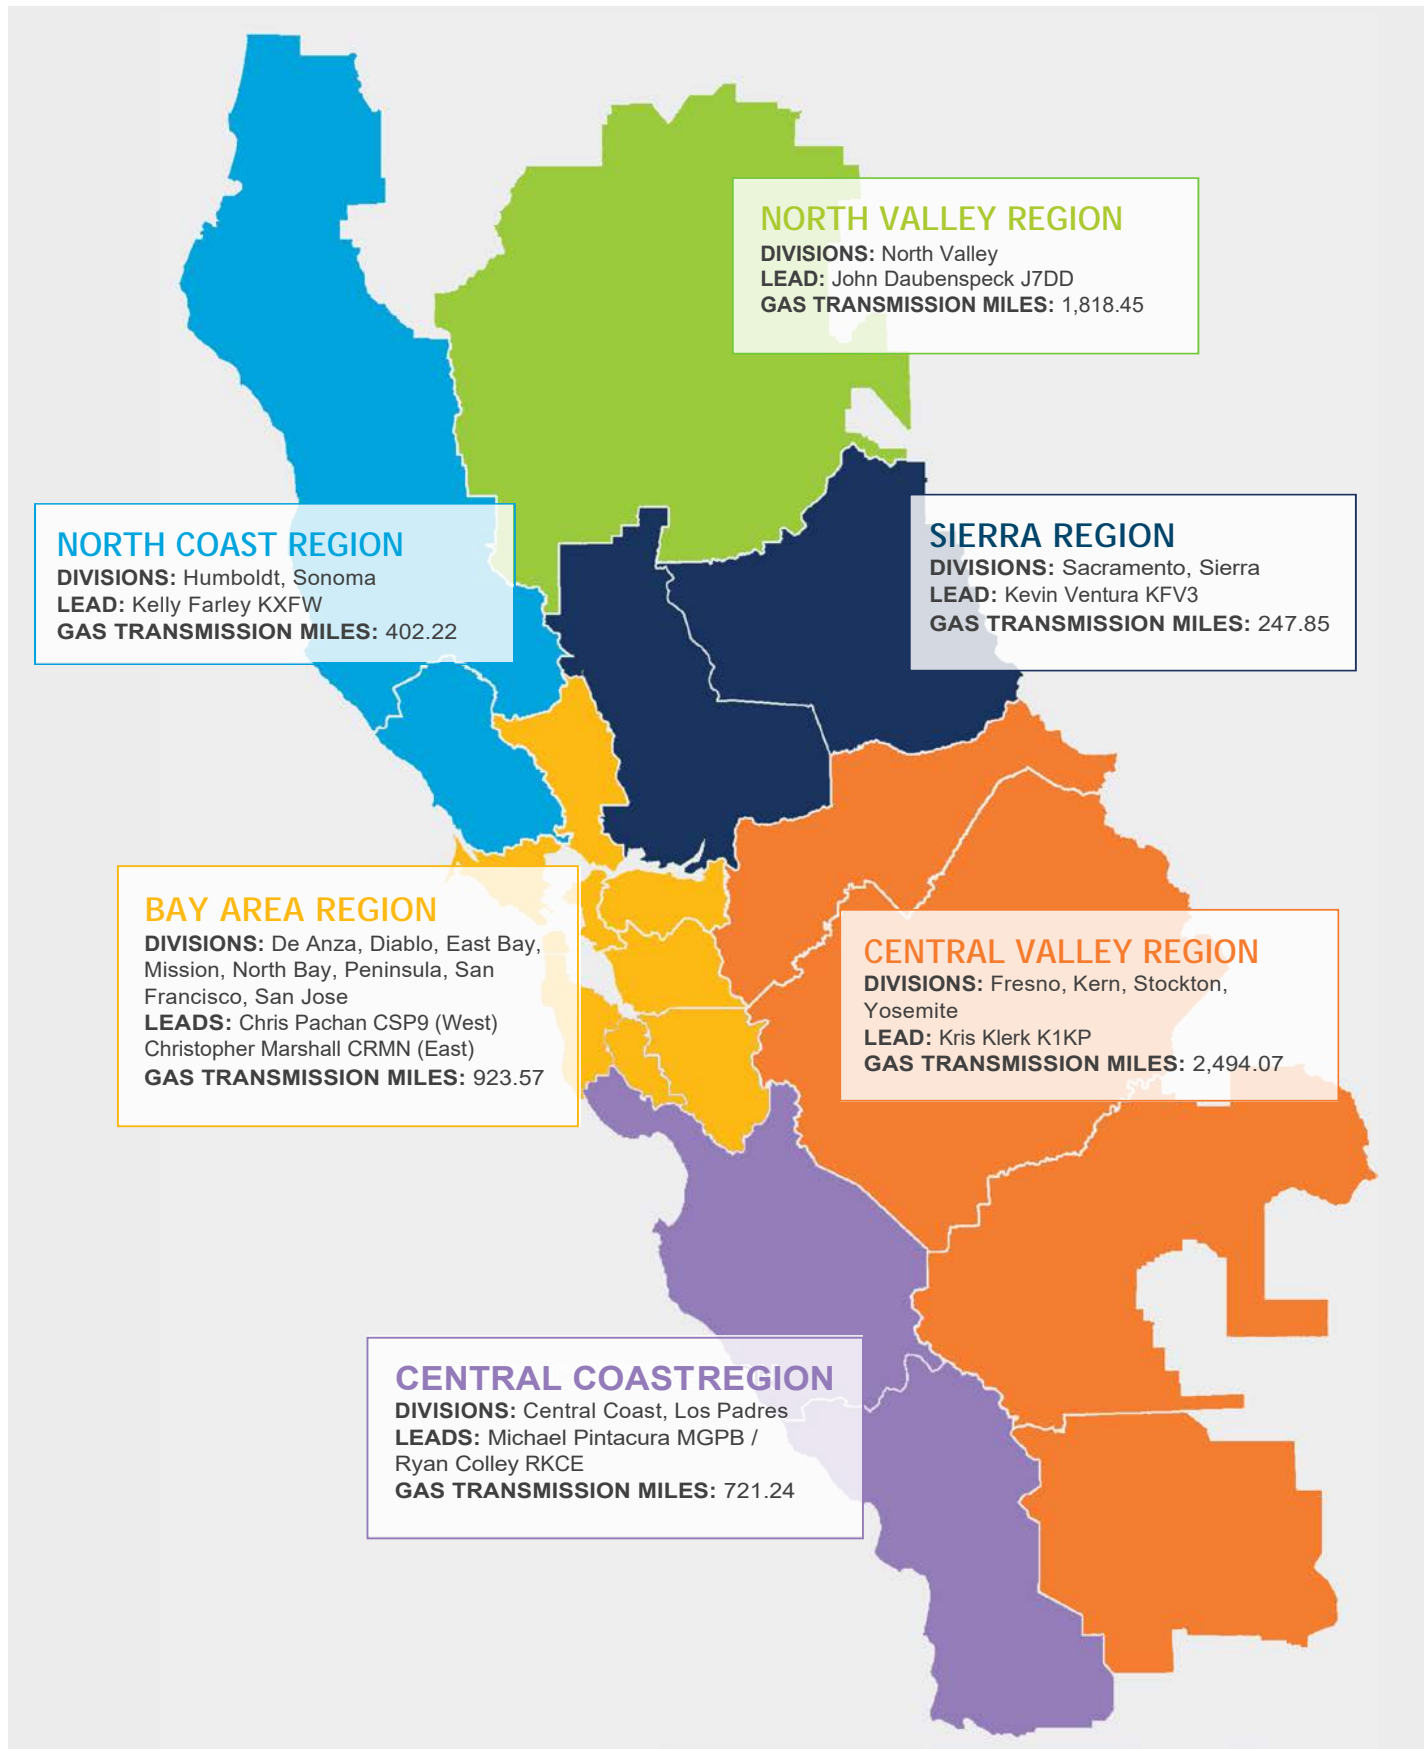 NORTH VALLEY REGION
DIVISIONS: North Valley
LEAD: John Daubenspeck J7DD
GAS TRANSMISSION MILES: 1,818.45
NORTH COAST REGION
DIVISIONS: Humboldt, Sonoma
LEAD: Kelly Farley KXFW
GAS TRANSMISSION MILES: 402.22
SIERRA REGION
DIVISIONS: Sacramento, Sierra
LEAD: Kevin Ventura KFV3
GAS TRANSMISSION MILES: 247.85
BAY AREA REGION
DIVISIONS: De Anza, Diablo, East Bay,
Mission, North Bay, Peninsula, San
Francisco, San Jose
LEADS: Chris Pachan CSP9 (West)
Christopher Marshall CRMN (East)
GAS TRANSMISSION MILES: 923.57
CENTRAL VALLEY REGION
DIVISIONS: Fresno, Kern, Stockton,
Yosemite
LEAD: Kris Klerk K1KP
GAS TRANSMISSION MILES: 2,494.07
CENTRAL COASTREGION
DIVISIONS: Central Coast, Los Padres
LEADS: Michael Pintacura MGPB /
Ryan Colley RKCE
GAS TRANSMISSION MILES: 721.24